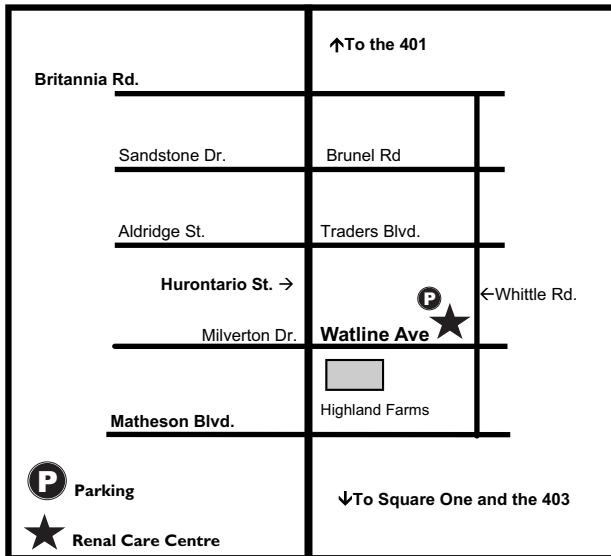 ↑To the 401
Britannia Rd.
Sandstone Dr. Brunel Rd
Aldridge St. Traders Blvd.
Hurontario St. →
P ←Whittle Rd.
Milverton Dr. Watline Ave
Highland Farms
Matheson Blvd.
P Parking
↓To Square One and the 403
Renal Care Centre